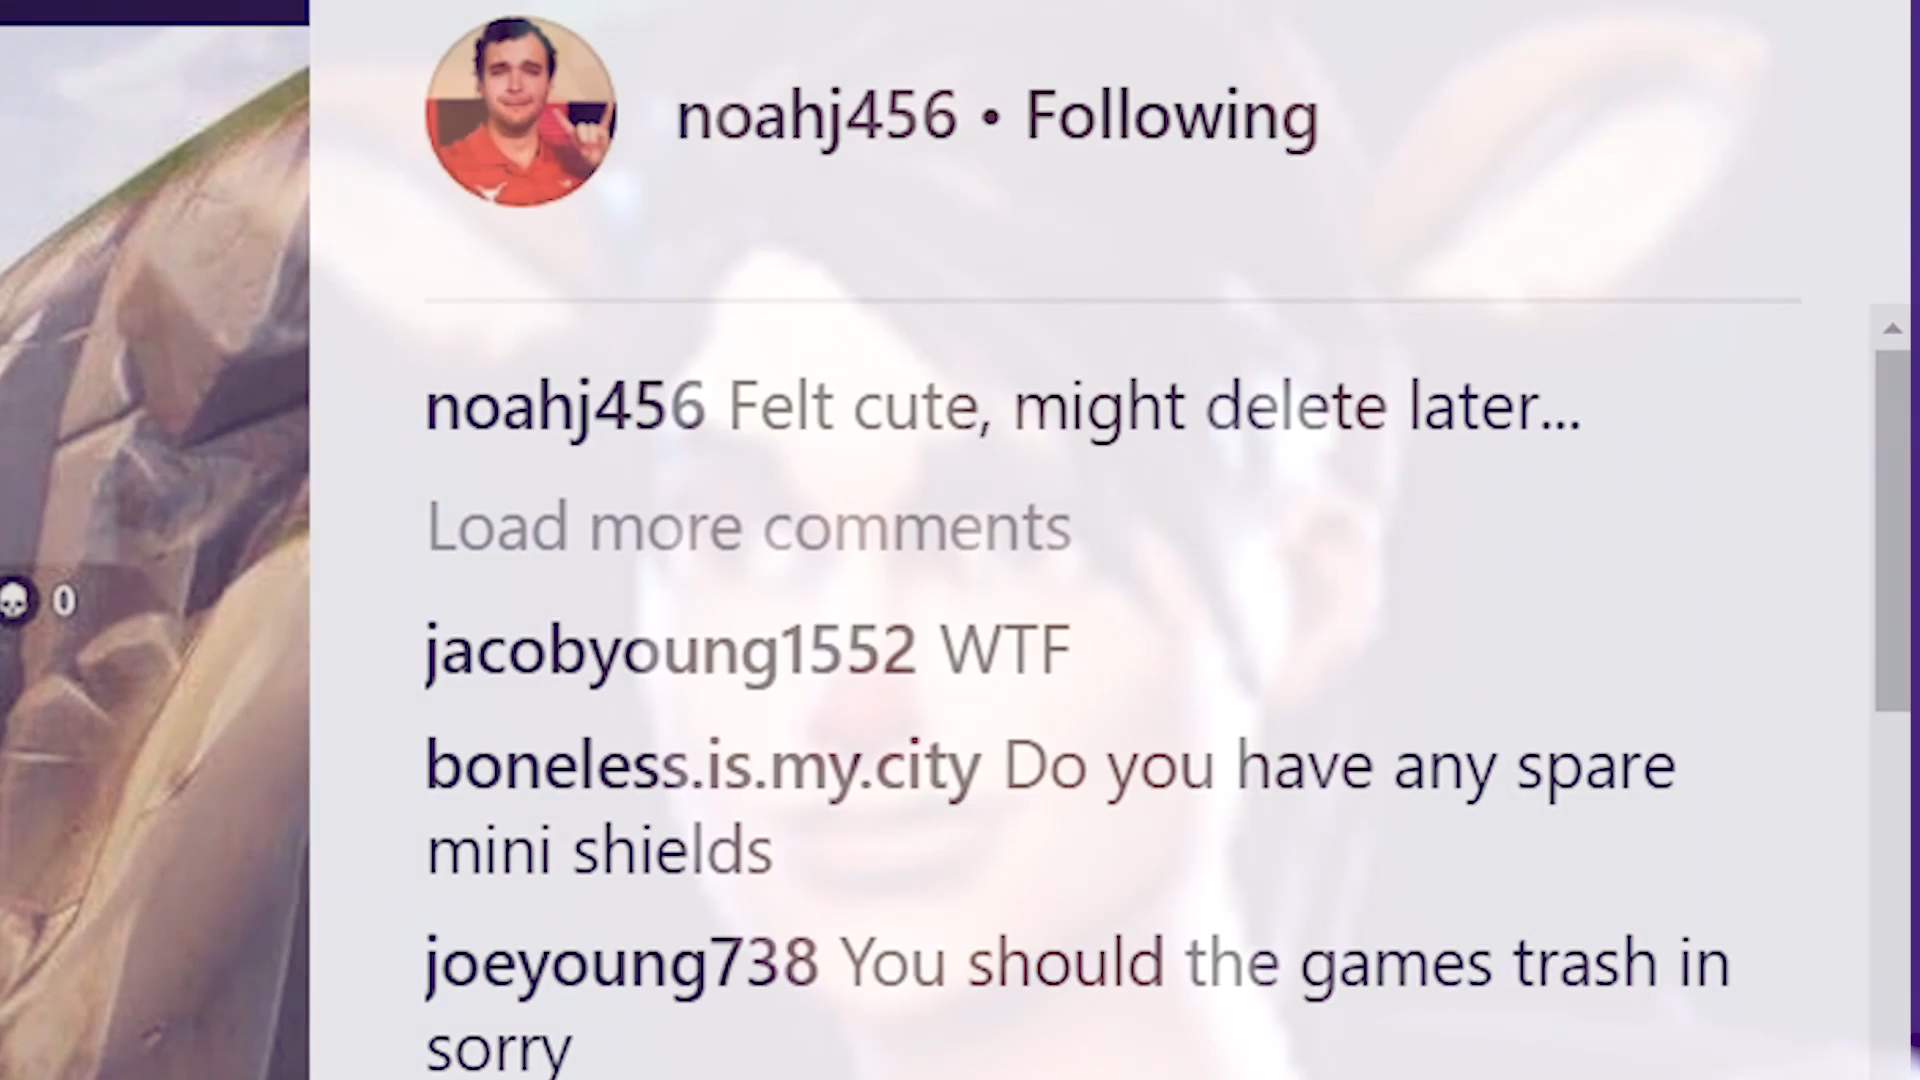 noahj456 • Following
noahj456 Felt cute, might delete later...
Load more comments
jacobyoung1552 WTF
boneless.is.my.city Do you have any spare
mini shields
0
joeyoung738 You should the games trash in
sorry